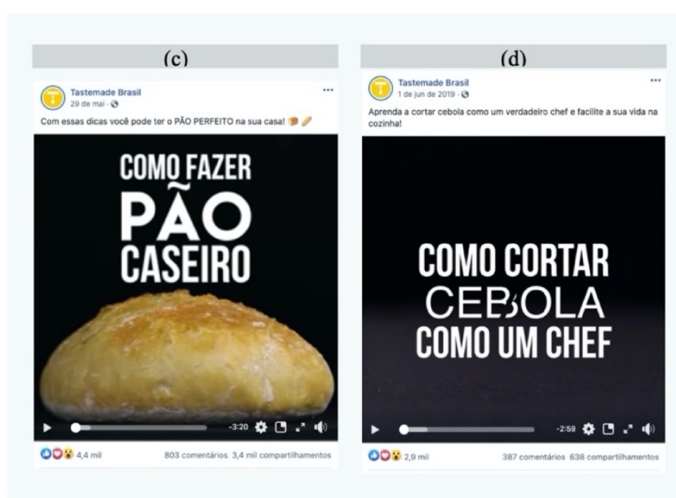 (c)
Tastemade Brasil
29 de mai ·
Com essas dicas você pode ter o PÃO PERFEITO na sua casa! 🍞 🥖
COMO FAZER
PÃO
CASEIRO
-3:20
4,4 mil
803 comentários 3,4 mil compartilhamentos
(d)
Tastemade Brasil
1 de jun de 2019 ·
Aprenda a cortar cebola como um verdadeiro chef e facilite a sua vida na
cozinha!
COMO CORTAR
CEBOLA
COMO UM CHEF
-2:59
2,9 mil
387 comentários 638 compartilhamentos